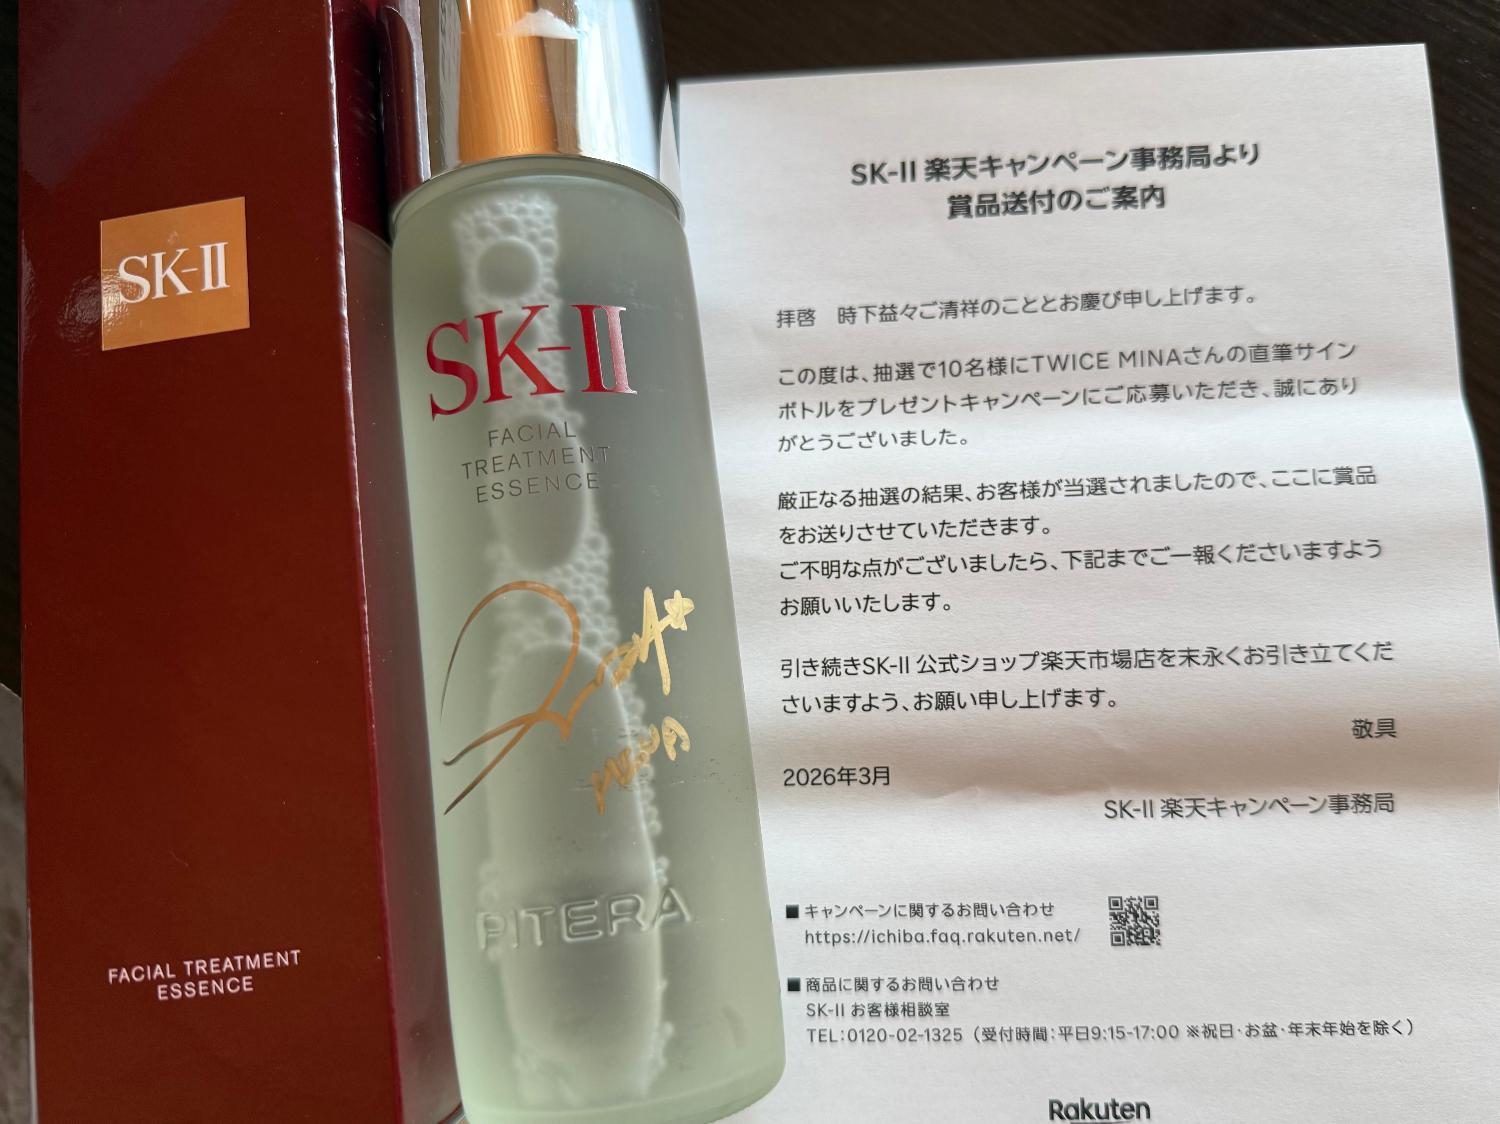 SK-II
FACIAL TREATMENT
ESSENCE
SK-II
FACIAL
TREATMENT
ESSENCE
MINA
PITERA
SK-II 楽天キャンペーン事務局より
賞品送付のご案内
拝啓　時下益々ご清祥のこととお慶び申し上げます。
この度は、抽選で10名様にTWICE MINAさんの直筆サイン
ボトルをプレゼントキャンペーンにご応募いただき、誠にあり
がとうございました。
厳正なる抽選の結果、お客様が当選されましたので、ここに賞品
をお送りさせていただきます。
ご不明な点がございましたら、下記までご一報くださいますよう
お願いいたします。
引き続きSK-II 公式ショップ楽天市場店を末永くお引き立てくだ
さいますよう、お願い申し上げます。
敬具
2026年3月
SK-II 楽天キャンペーン事務局
■ キャンペーンに関するお問い合わせ
https://ichiba.faq.rakuten.net/
■ 商品に関するお問い合わせ
SK-II お客様相談室
TEL：0120-02-1325（受付時間：平日9:15-17:00 ※祝日・お盆・年末年始を除く）
Rakuten